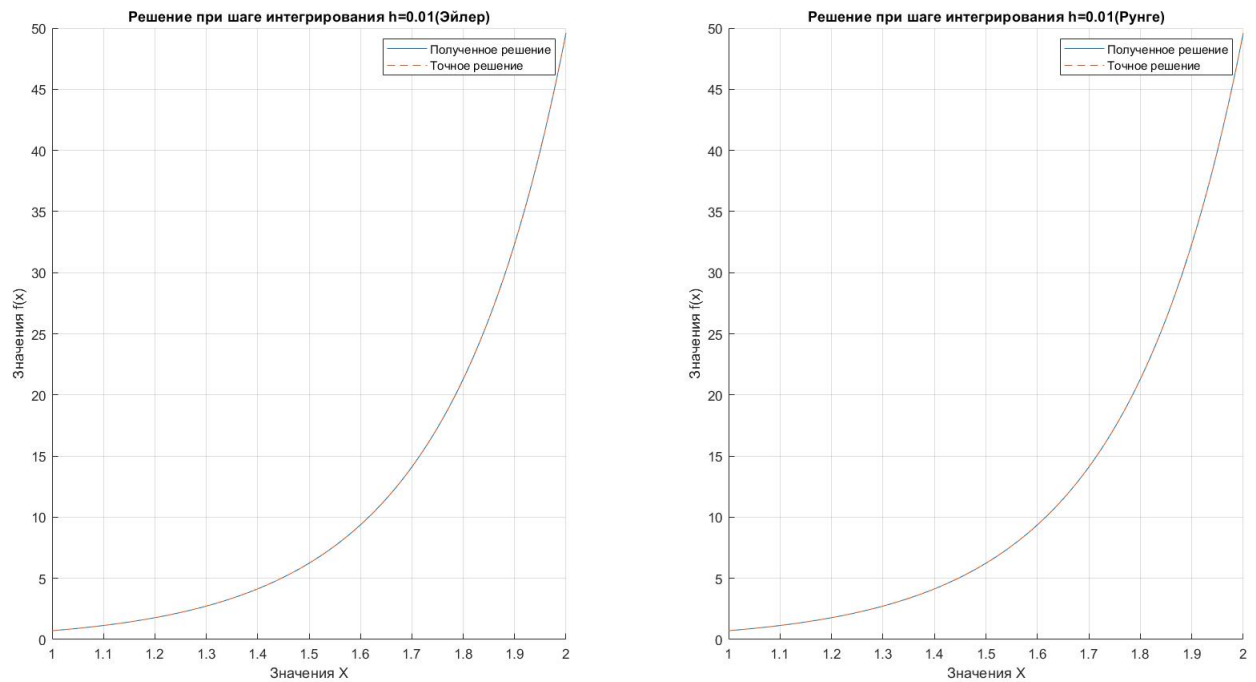 Решение при шаге интегрирования h=0.01(Эйлер)
Полученное решение
Точное решение
50
45
40
35
30
25
20
15
10
5
0
Значения f(x)
1 1.1 1.2 1.3 1.4 1.5 1.6 1.7 1.8 1.9 2
Значения X
Решение при шаге интегрирования h=0.01(Рунге)
Полученное решение
Точное решение
50
45
40
35
30
25
20
15
10
5
0
Значения f(x)
1 1.1 1.2 1.3 1.4 1.5 1.6 1.7 1.8 1.9 2
Значения X